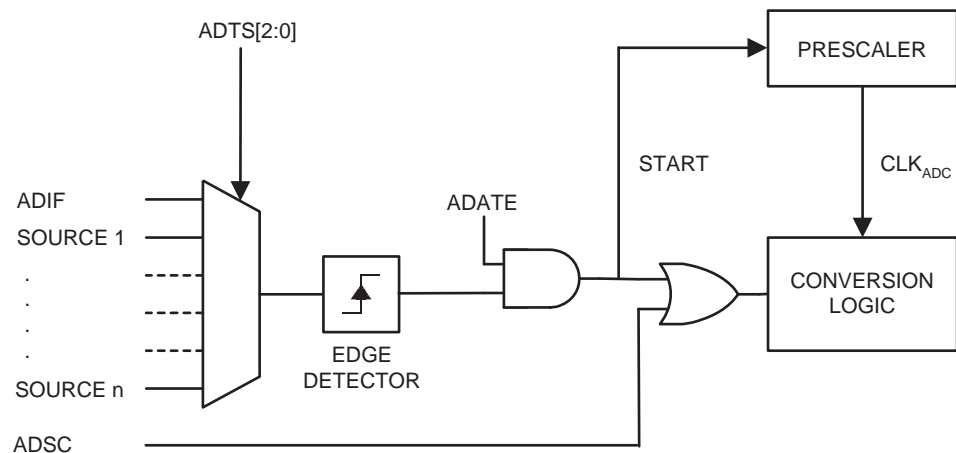 ADTS[2:0]
PRESCALER
START
CLKADC
ADIF
ADATE
SOURCE 1
.
.
.
.
CONVERSION
LOGIC
EDGE
DETECTOR
SOURCE n
ADSC